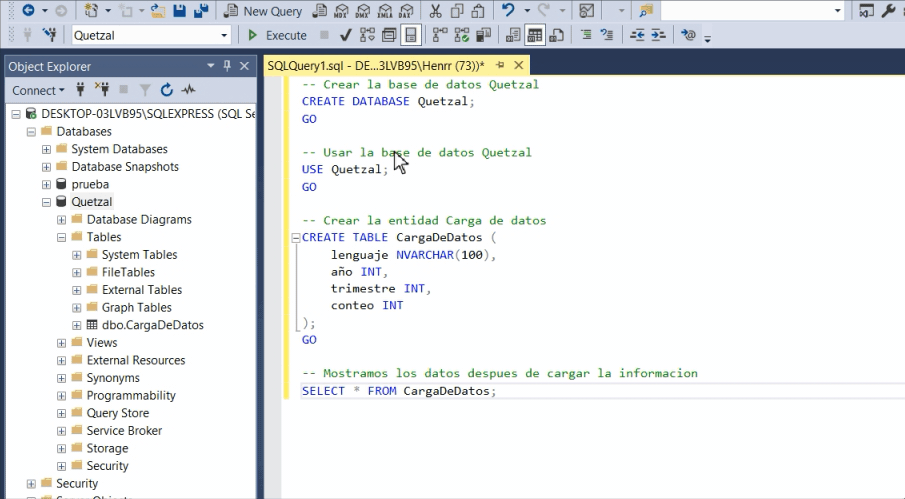 New Query
MDX
DMX
XMLA
DAX
Quetzal
Execute
Object Explorer
SQLQuery1.sql - DE...3LVB95\Henrr (73))*
Connect
DESKTOP-03LVB95\SQLEXPRESS (SQL Se
Databases
System Databases
Database Snapshots
prueba
Quetzal
Database Diagrams
Tables
System Tables
FileTables
External Tables
Graph Tables
dbo.CargaDeDatos
Views
External Resources
Synonyms
Programmability
Query Store
Service Broker
Storage
Security
Security
-- Crear la base de datos Quetzal
CREATE DATABASE Quetzal;
GO
-- Usar la base de datos Quetzal
USE Quetzal;
GO
-- Crear la entidad Carga de datos
CREATE TABLE CargaDeDatos (
lenguaje NVARCHAR(100),
año INT,
trimestre INT,
conteo INT
);
GO
-- Mostramos los datos despues de cargar la informacion
SELECT * FROM CargaDeDatos;